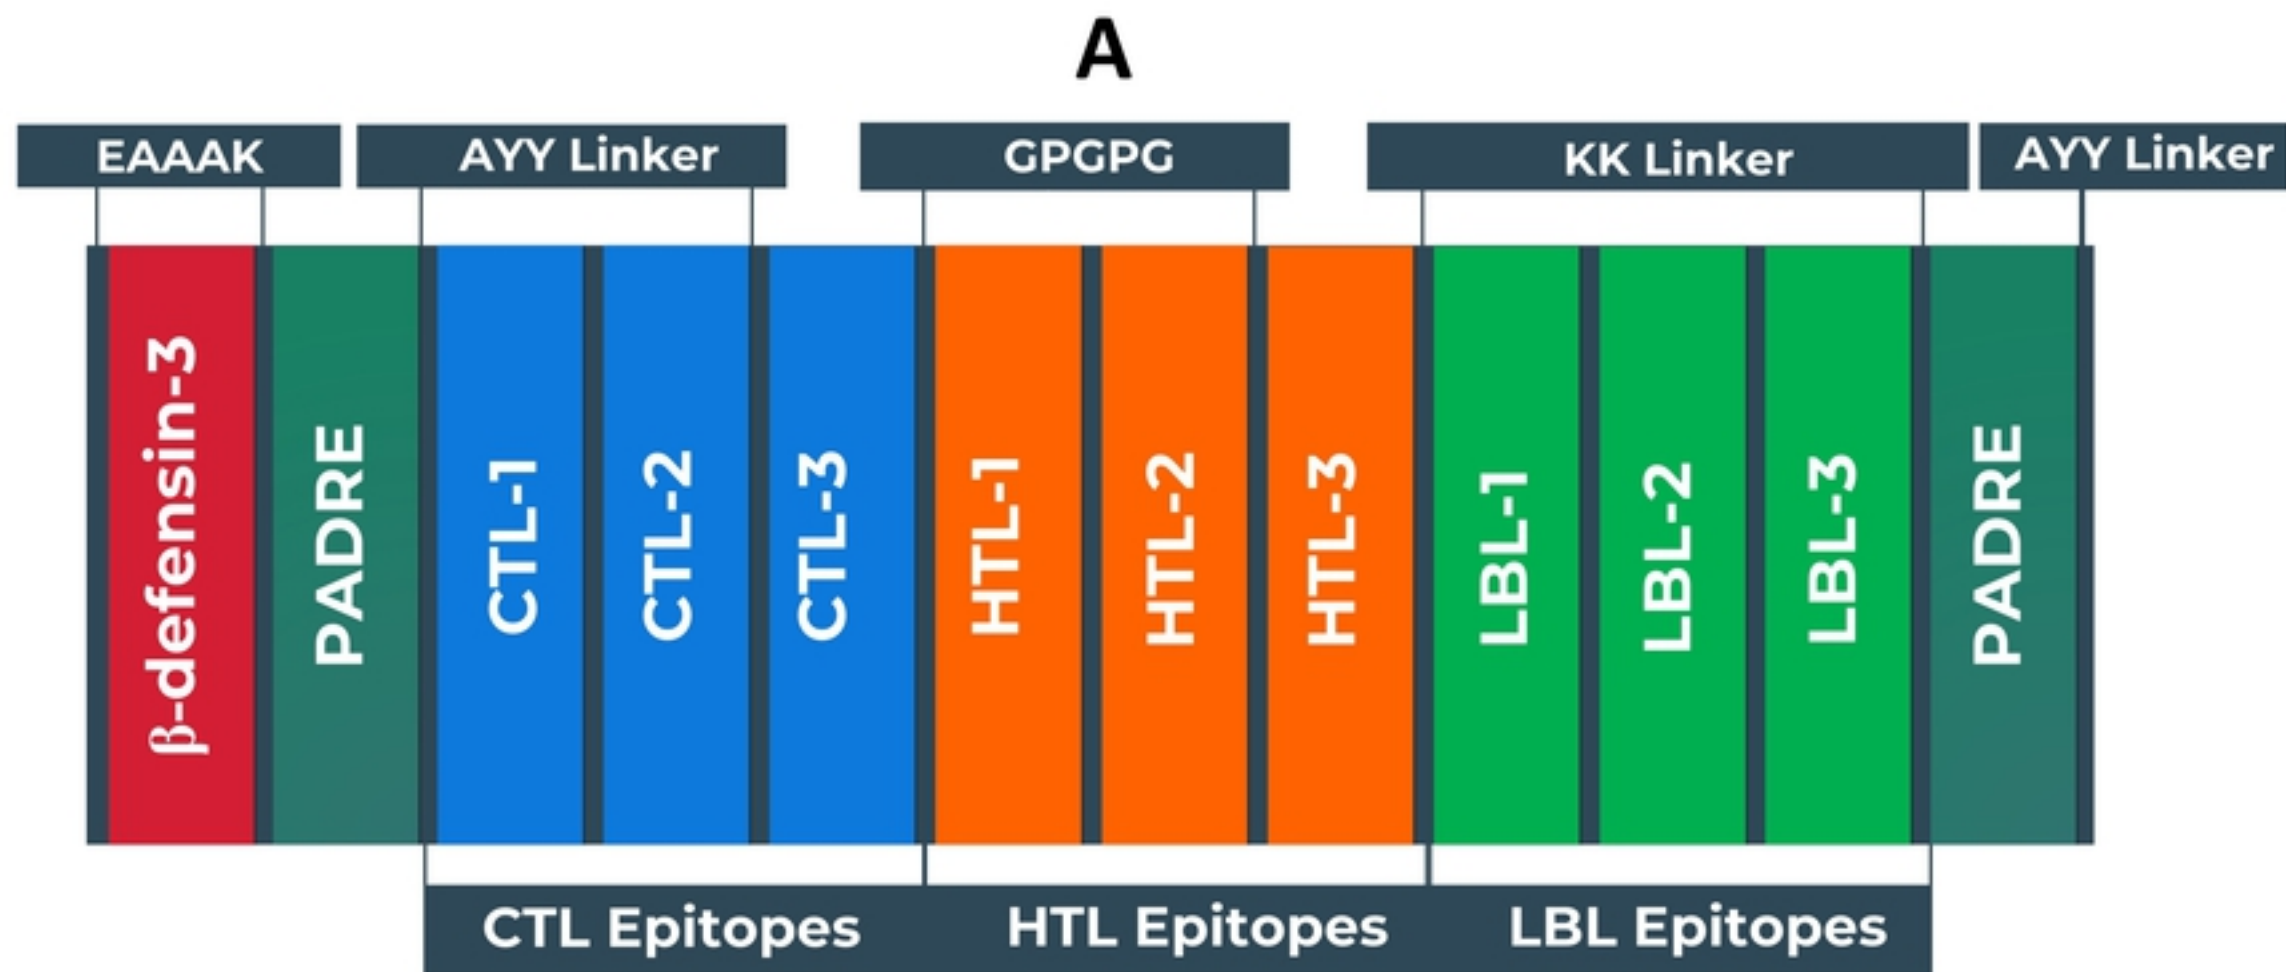 A
EAAAK
AYY Linker
GPGPG
KK Linker
AYY Linker
β-defensin-3
PADRE
CTL-1
CTL-2
CTL-3
HTL-1
HTL-2
HTL-3
LBL-1
LBL-2
LBL-3
PADRE
CTL Epitopes
HTL Epitopes
LBL Epitopes